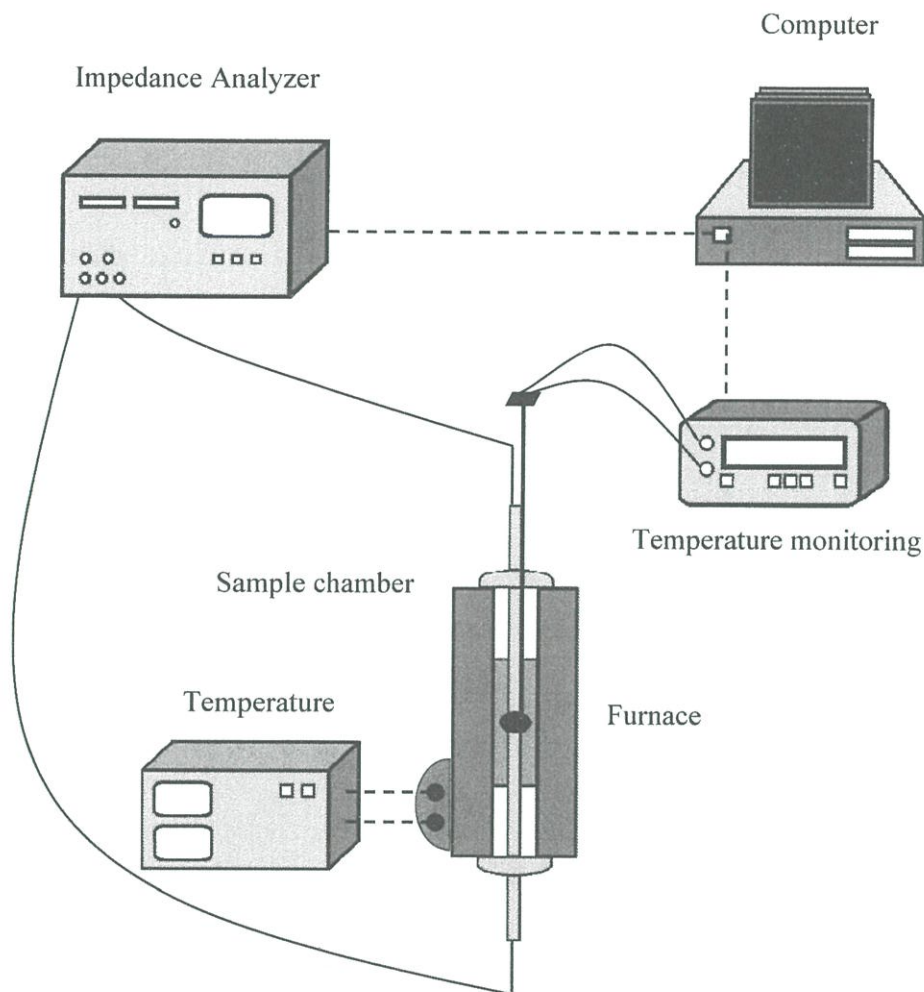 Computer
Impedance Analyzer
Temperature monitoring
Sample chamber
Temperature
Furnace